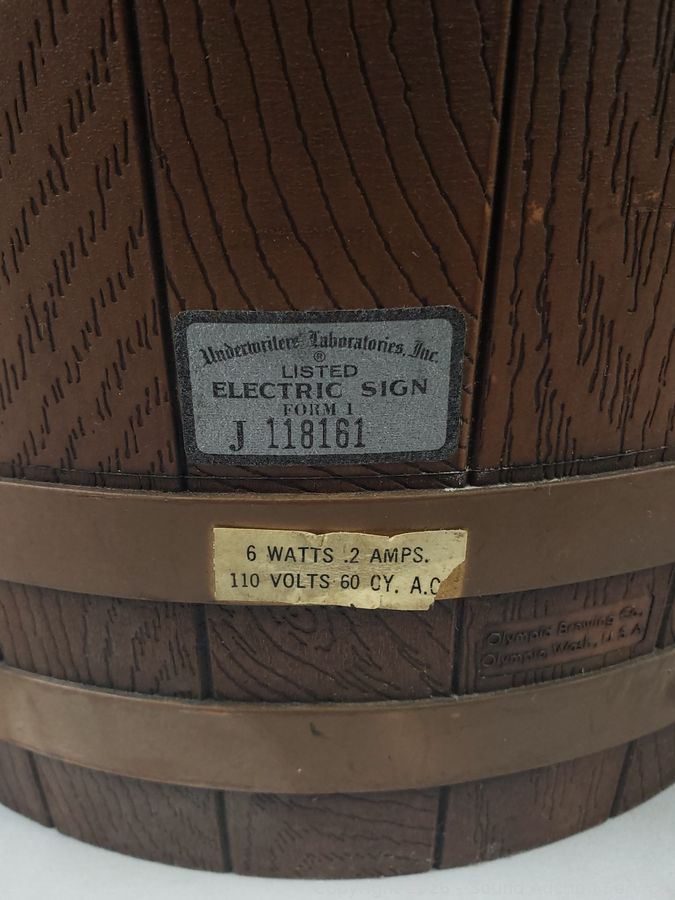 Underwriters' Laboratories, Inc.
®
LISTED
ELECTRIC SIGN
FORM 1
J 118161
6 WATTS .2 AMPS.
110 VOLTS 60 CY. A.C
Olympia Brewing Co.
Olympia Wash, U.S.A